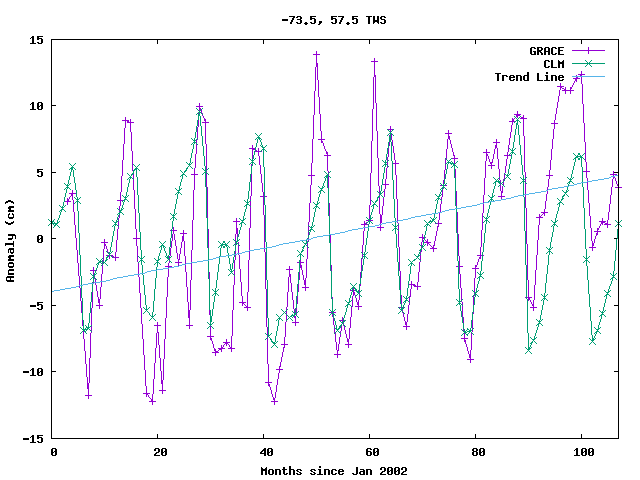 -73.5, 57.5 TWS
GRACE
CLM
Trend Line
15
10
5
0
-5
-10
-15
Anomaly (cm)
0 20 40 60 80 100
Months since Jan 2002